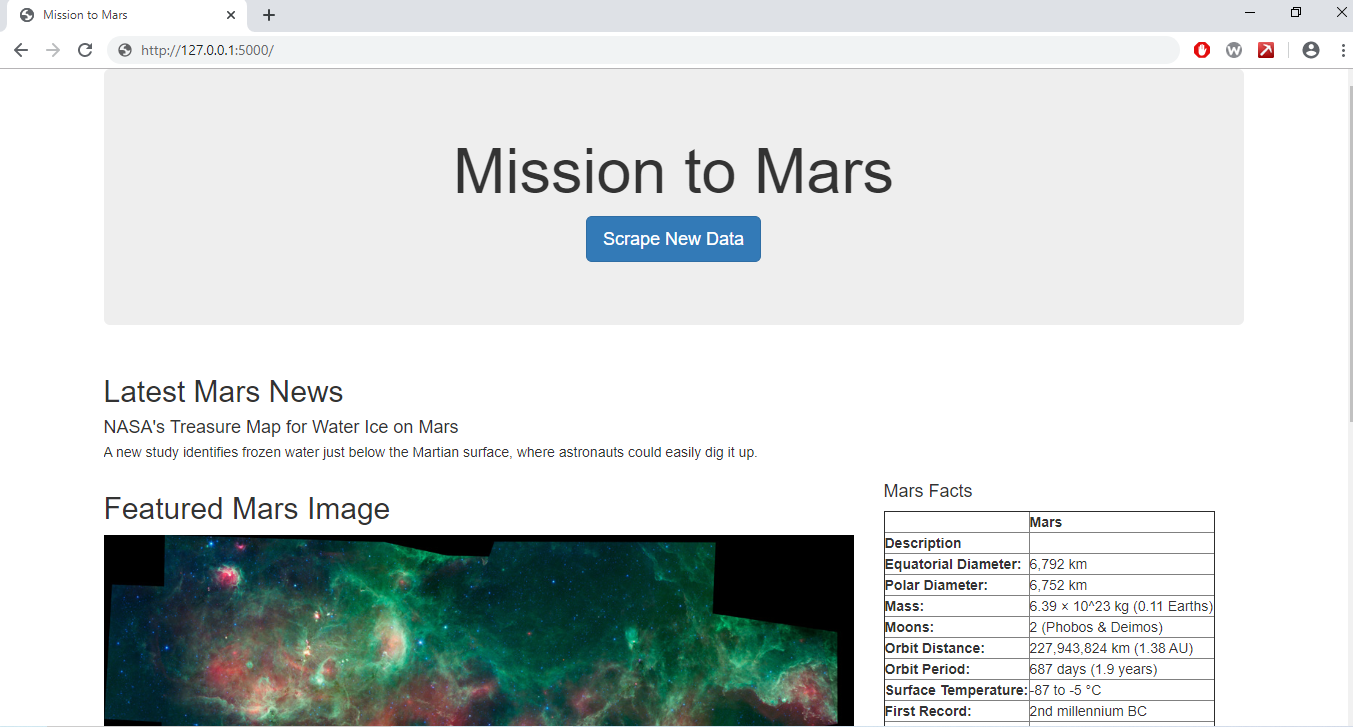 Mission to Mars
http://127.0.0.1:5000/
W
Mission to Mars
Scrape New Data
Latest Mars News
NASA's Treasure Map for Water Ice on Mars
A new study identifies frozen water just below the Martian surface, where astronauts could easily dig it up.
Featured Mars Image
Mars Facts
Mars
Description
Equatorial Diameter: 6,792 km
Polar Diameter: 6,752 km
Mass: 6.39 × 10^23 kg (0.11 Earths)
Moons: 2 (Phobos & Deimos)
Orbit Distance: 227,943,824 km (1.38 AU)
Orbit Period: 687 days (1.9 years)
Surface Temperature: -87 to -5 °C
First Record: 2nd millennium BC